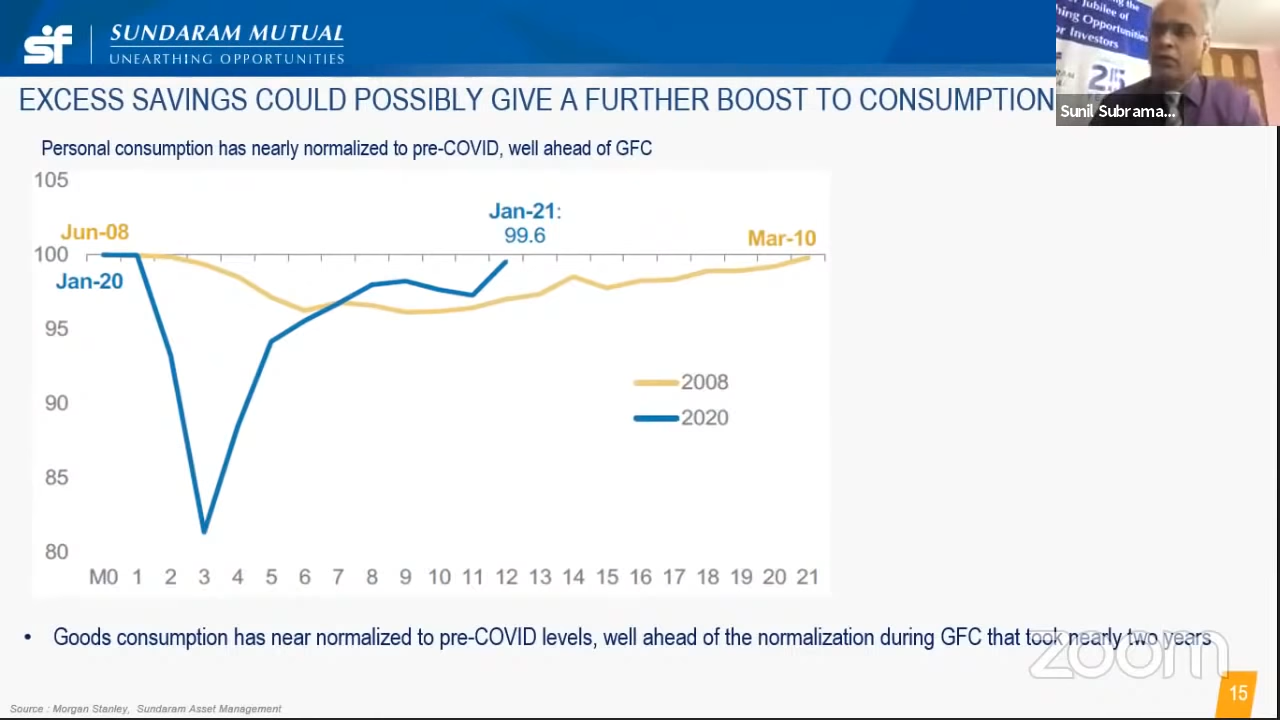 SUNDARAM MUTUAL
UNEARTHING OPPORTUNITIES
Jubilee of
Opportunities
Investors
Sunil Subrama...
EXCESS SAVINGS COULD POSSIBLY GIVE A FURTHER BOOST TO CONSUMPTION
Personal consumption has nearly normalized to pre-COVID, well ahead of GFC
105
Jan-21:
99.6
Jun-08
Mar-10
100
Jan-20
95
90
85
80
2008
2020
M0 1 2 3 4 5 6 7 8 9 10 11 12 13 14 15 16 17 18 19 20 21
• Goods consumption has near normalized to pre-COVID levels, well ahead of the normalization during GFC that took nearly two years
zoom
15
Source : Morgan Stanley, Sundaram Asset Management